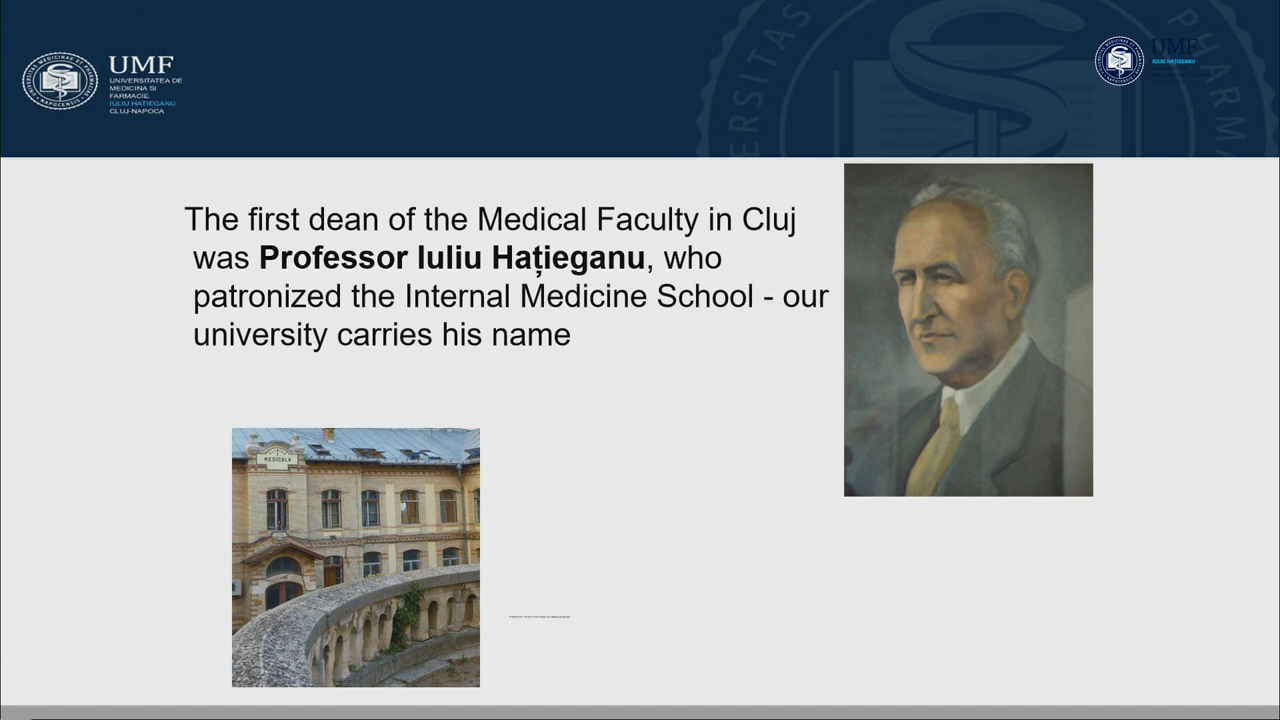 UMF
UNIVERSITATEA DE
MEDICINA SI
FARMACIE
IULIU HATIEGANU
CLUJ-NAPOCA
UMF
IULIU HAȚIEGANU
The first dean of the Medical Faculty in Cluj
was Professor Iuliu Hațieganu, who
patronized the Internal Medicine School - our
university carries his name
MEDICALA